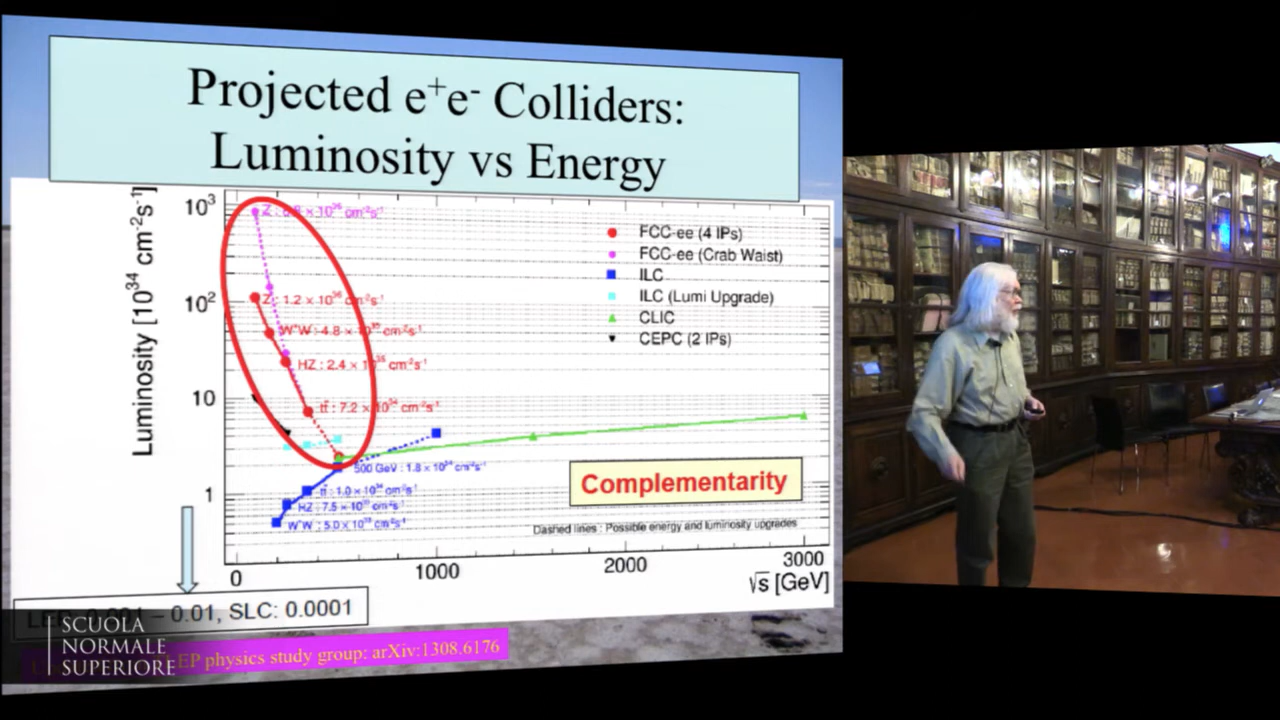 Projected e⁺e⁻ Colliders:
Luminosity vs Energy
Luminosity [10³⁴ cm⁻²s⁻¹]
10³
10²
10
1
Z : 1.2 × 10³⁶ cm⁻²s⁻¹
W⁺W⁻ : 4.8 × 10³⁵ cm⁻²s⁻¹
HZ : 2.4 × 10³⁵ cm⁻²s⁻¹
tt̄ : 7.2 × 10³⁴ cm⁻²s⁻¹
500 GeV : 1.8 × 10³⁴ cm⁻²s⁻¹
tt̄ : 1.0 × 10³⁴ cm⁻²s⁻¹
HZ : 7.5 × 10³³ cm⁻²s⁻¹
W⁺W⁻ : 5.0 × 10³³ cm⁻²s⁻¹
FCC-ee (4 IPs)
FCC-ee (Crab Waist)
ILC
ILC (Lumi Upgrade)
CLIC
CEPC (2 IPs)
Complementarity
Dashed lines : Possible energy and luminosity upgrades
0 1000 2000 3000
√s [GeV]
– 0.01, SLC: 0.0001
SCUOLA
NORMALE
SUPERIORE
physics study group: arXiv:1308.6176